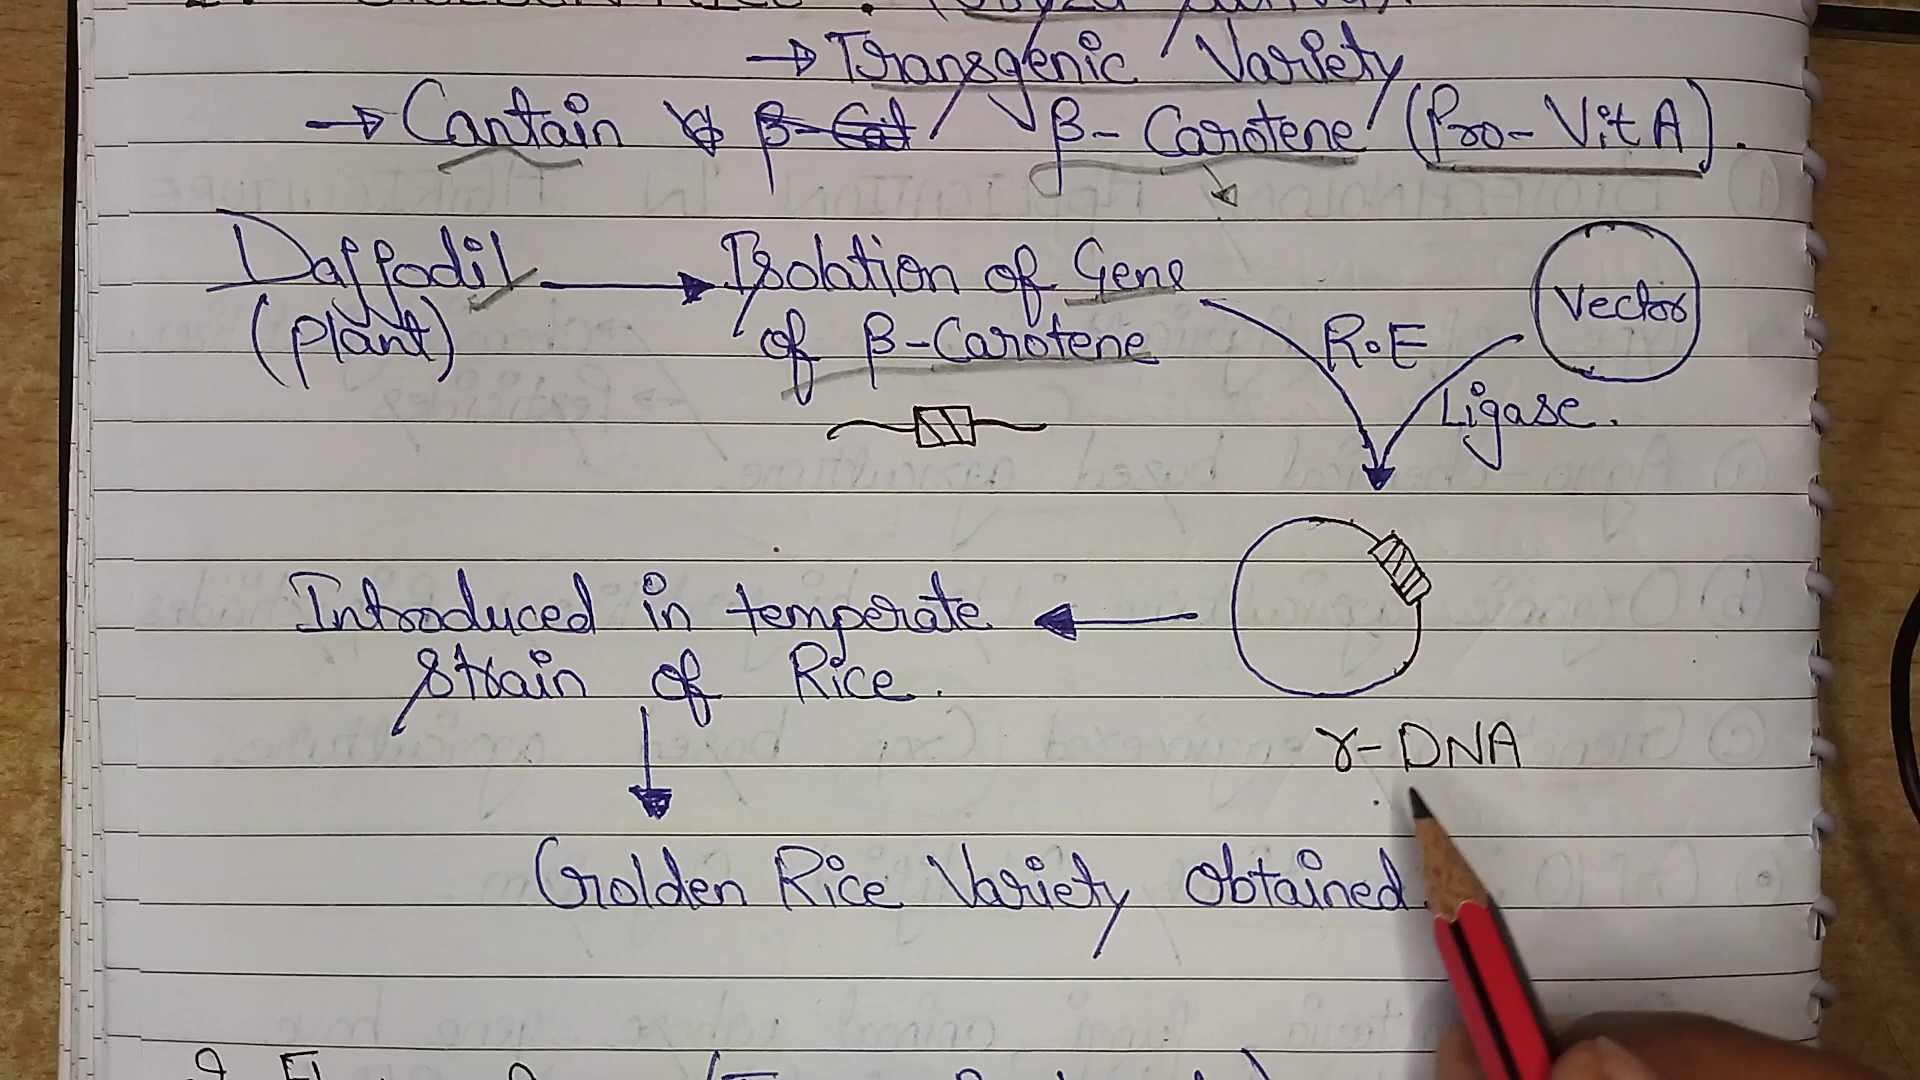 → Transgenic Variety
→ Cantain β-Carotene (Pro-Vit A).
Daffodil → Isolation of Gene
(plant)
of β-Carotene
Vector
R.E
Ligase.
Introduced in temperate
Strain of Rice.
r-DNA
Golden Rice Variety Obtained.